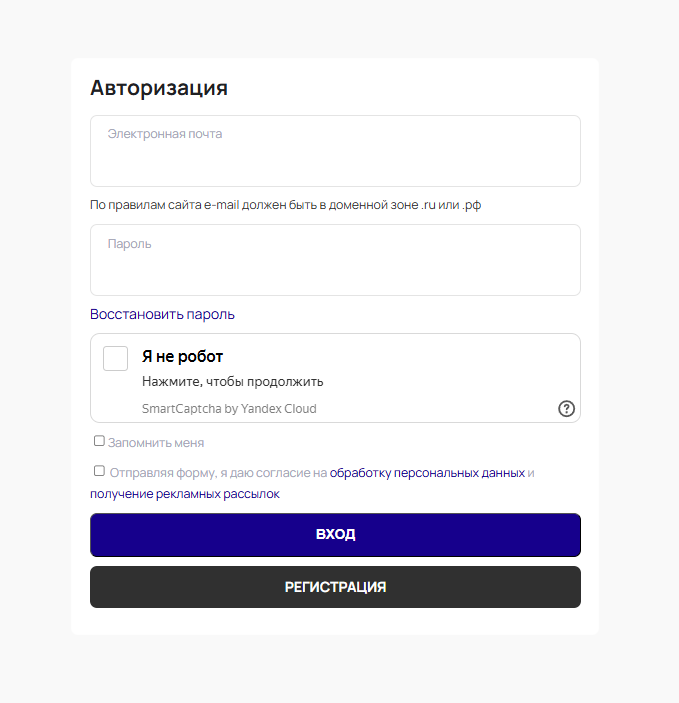 Авторизация
Электронная почта
По правилам сайта e-mail должен быть в доменной зоне .ru или .рф
Пароль
Восстановить пароль
Я не робот
Нажмите, чтобы продолжить
SmartCaptcha by Yandex Cloud
?
Запомнить меня
Отправляя форму, я даю согласие на обработку персональных данных и
получение рекламных рассылок
ВХОД
РЕГИСТРАЦИЯ